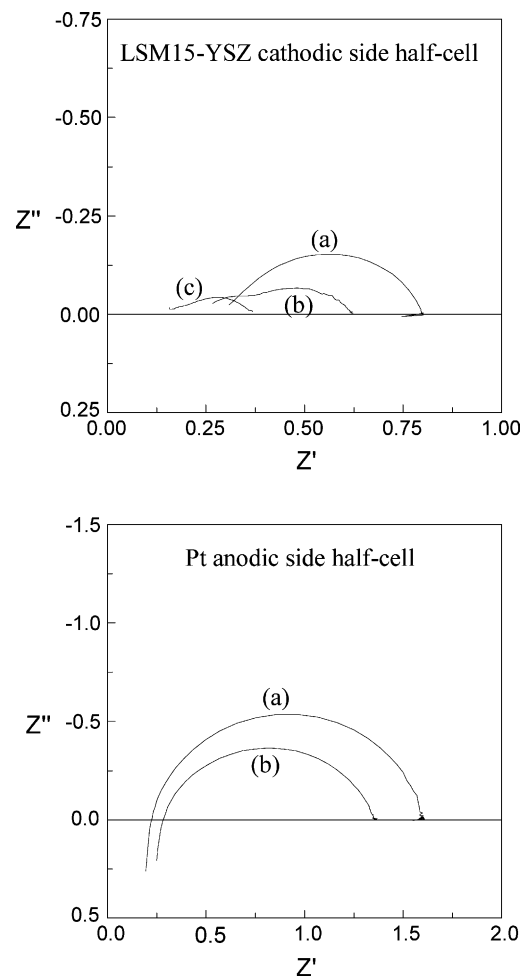 -0.75
LSM15-YSZ cathodic side half-cell
-0.50
-0.25
Z''
(a)
(c)
(b)
0.00
0.25
0.00 0.25 0.50 0.75 1.00
Z'
-1.5
Pt anodic side half-cell
-1.0
(a)
-0.5
Z''
(b)
0.0
0.5
0.0 0.5 1.0 1.5 2.0
Z'